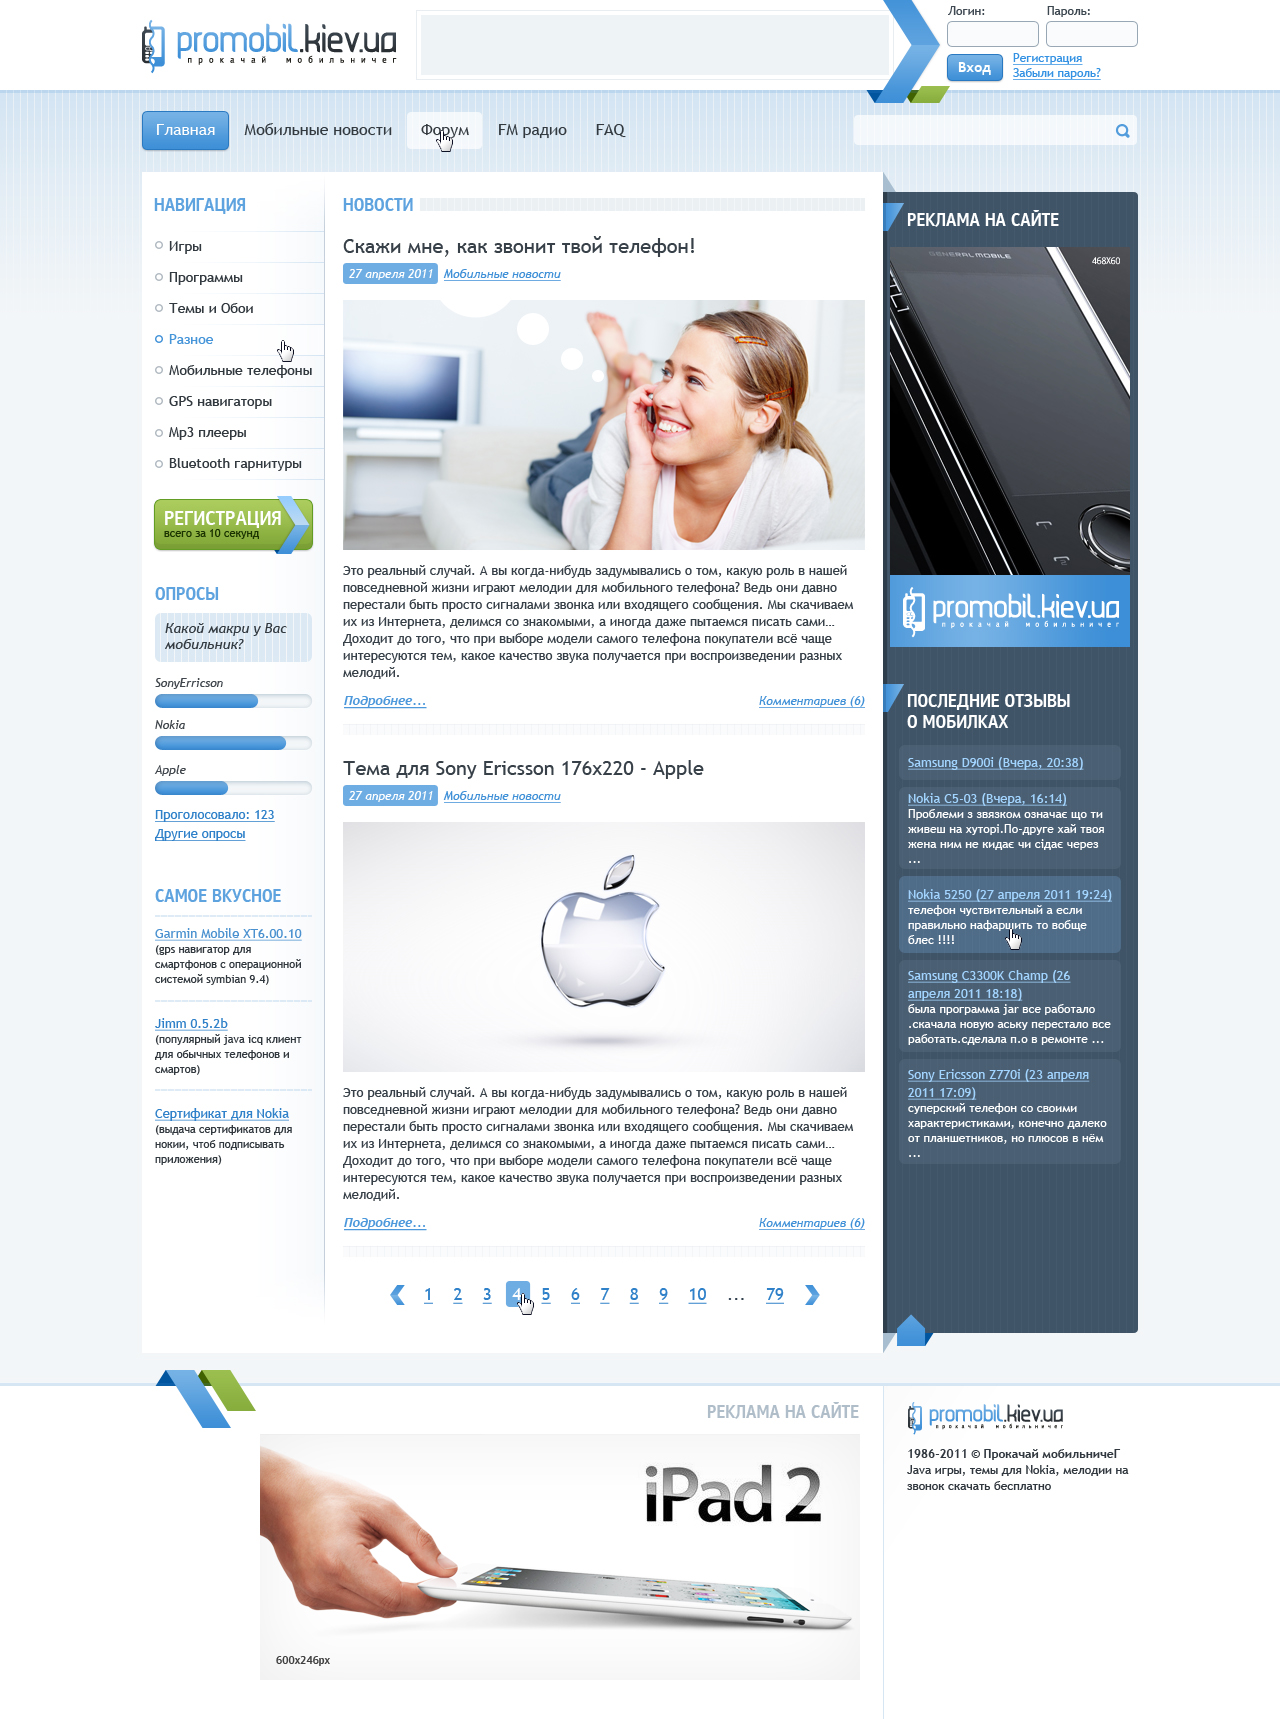 promobil.kiev.ua
прокачай мобильничег
Логин:
Пароль:
Вход
Регистрация
Забыли пароль?
Главная
Мобильные новости
Форум
FM радио
FAQ
НАВИГАЦИЯ
Игры
Программы
Темы и Обои
Разное
Мобильные телефоны
GPS навигаторы
Mp3 плееры
Bluetooth гарнитуры
РЕГИСТРАЦИЯ
всего за 10 секунд
ОПРОСЫ
Какой макри у Вас
мобильник?
SonyErricson
Nokia
Apple
Проголосовало: 123
Другие опросы
САМОЕ ВКУСНОЕ
Garmin Mobile XT6.00.10
(gps навигатор для
смартфонов с операционной
системой symbian 9.4)
Jimm 0.5.2b
(популярный java icq клиент
для обычных телефонов и
смартов)
Сертификат для Nokia
(выдача сертификатов для
нокии, чтоб подписывать
приложения)
НОВОСТИ
Скажи мне, как звонит твой телефон!
27 апреля 2011 Мобильные новости
Это реальный случай. А вы когда-нибудь задумывались о том, какую роль в нашей
повседневной жизни играют мелодии для мобильного телефона? Ведь они давно
перестали быть просто сигналами звонка или входящего сообщения. Мы скачиваем
их из Интернета, делимся со знакомыми, а иногда даже пытаемся писать сами...
Доходит до того, что при выборе модели самого телефона покупатели всё чаще
интересуются тем, какое качество звука получается при воспроизведении разных
мелодий.
Подробнее... Комментариев (6)
Тема для Sony Ericsson 176x220 - Apple
27 апреля 2011 Мобильные новости
Это реальный случай. А вы когда-нибудь задумывались о том, какую роль в нашей
повседневной жизни играют мелодии для мобильного телефона? Ведь они давно
перестали быть просто сигналами звонка или входящего сообщения. Мы скачиваем
их из Интернета, делимся со знакомыми, а иногда даже пытаемся писать сами...
Доходит до того, что при выборе модели самого телефона покупатели всё чаще
интересуются тем, какое качество звука получается при воспроизведении разных
мелодий.
Подробнее... Комментариев (6)
1 2 3 4 5 6 7 8 9 10 ... 79
РЕКЛАМА НА САЙТЕ
GENERAL MOBILE
468X60
promobil.kiev.ua
прокачай мобильничег
ПОСЛЕДНИЕ ОТЗЫВЫ
О МОБИЛКАХ
Samsung D900i (Вчера, 20:38)
Nokia C5-03 (Вчера, 16:14)
Проблеми з звязком означає що ти
живеш на хуторі.По-друге хай твоя
жена ним не кидає чи сідає через
...
Nokia 5250 (27 апреля 2011 19:24)
телефон чуствительный а если
правильно нафаршить то вобще
блес !!!!
Samsung C3300K Champ (26
апреля 2011 18:18)
была программа jar все работало
.скачала новую аську перестало все
работать.сделала п.о в ремонте ...
Sony Ericsson Z770i (23 апреля
2011 17:09)
суперский телефон со своими
характеристиками, конечно далеко
от планшетников, но плюсов в нём
...
РЕКЛАМА НА САЙТЕ
iPad 2
600x246px
promobil.kiev.ua
прокачай мобильничег
1986-2011 © Прокачай мобильничеГ
Java игры, темы для Nokia, мелодии на
звонок скачать бесплатно